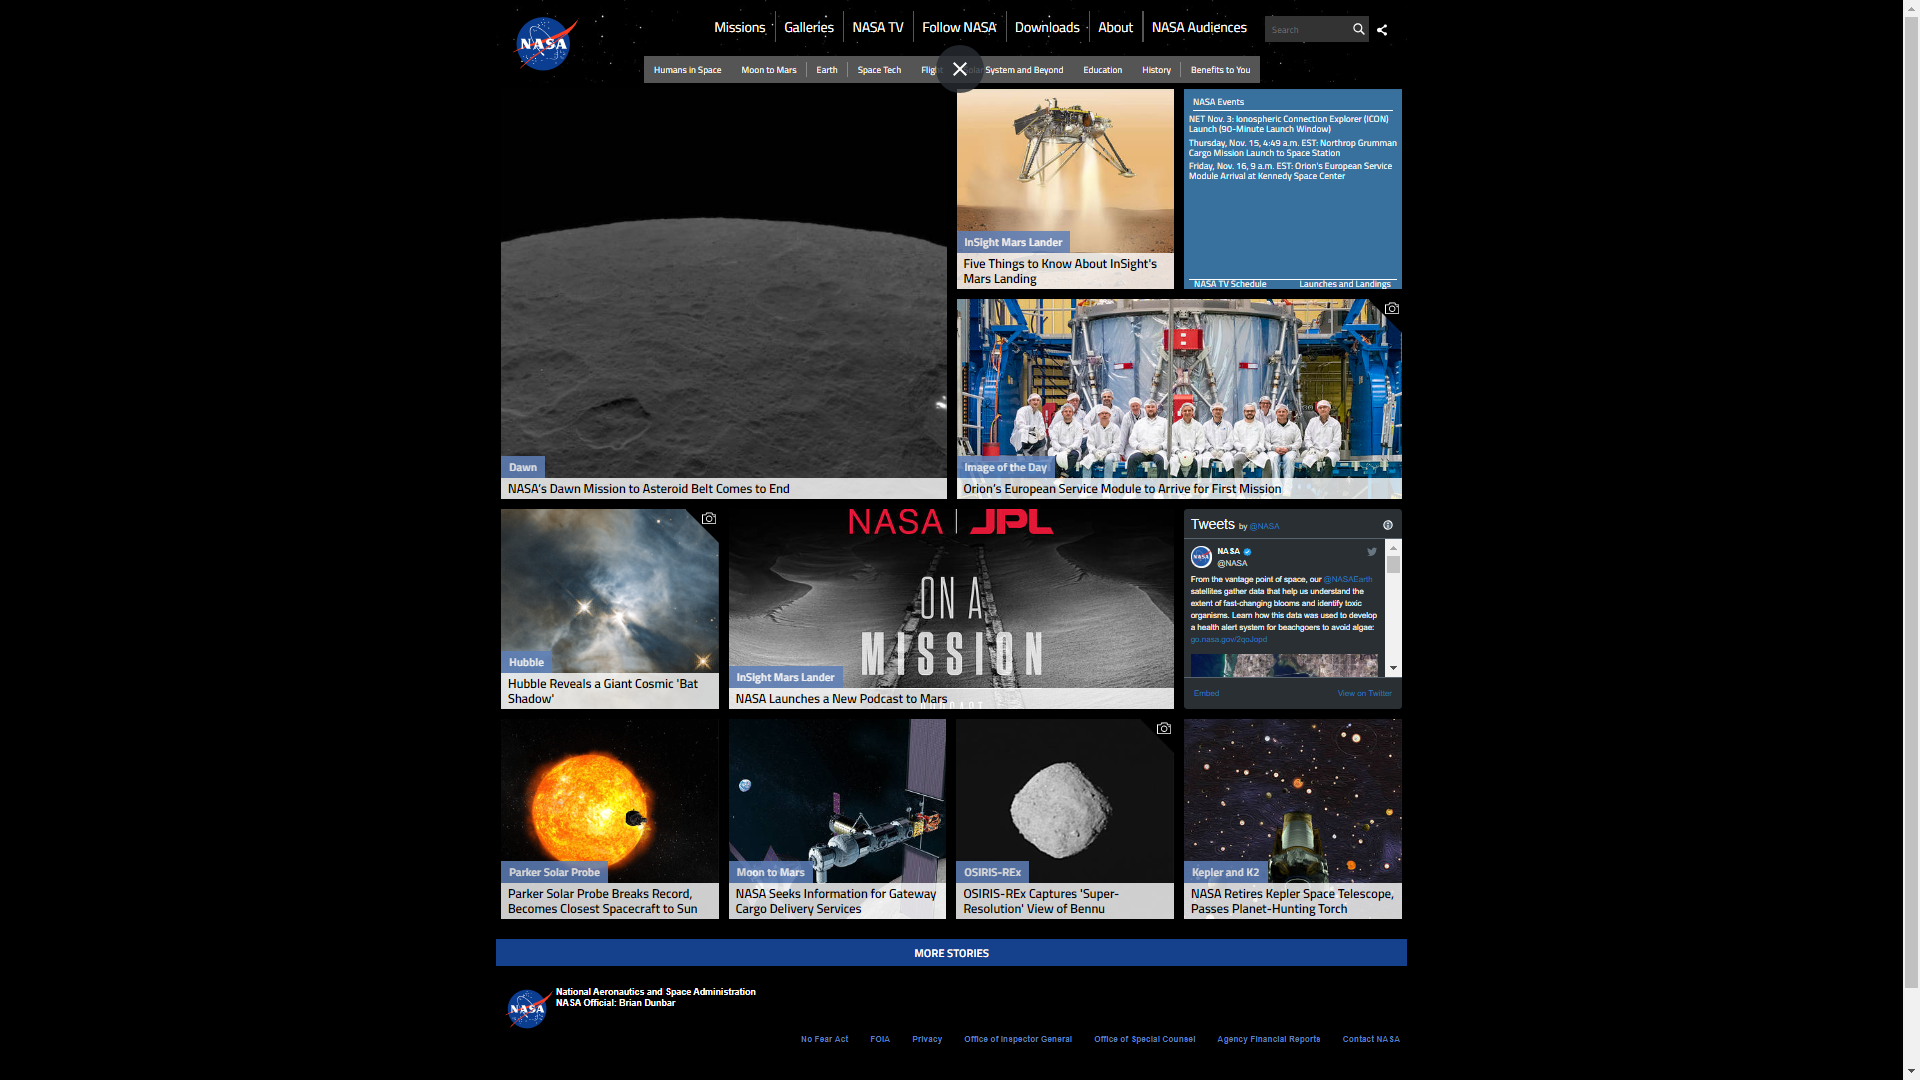 NASA
Missions
Galleries
NASA TV
Follow NASA
Downloads
About
NASA Audiences
Search
Humans in Space
Moon to Mars
Earth
Space Tech
System and Beyond
Education
History
Benefits to You
InSight Mars Lander
Five Things to Know About InSight's
Mars Landing
NASA Events
NET Nov. 3: Ionospheric Connection Explorer (ICON)
Launch (90-Minute Launch Window)
Thursday, Nov. 15, 4:49 a.m. EST: Northrop Grumman
Cargo Mission Launch to Space Station
Friday, Nov. 16, 9 a.m. EST: Orion's European Service
Module Arrival at Kennedy Space Center
NASA TV Schedule
Launches and Landings
Dawn
NASA's Dawn Mission to Asteroid Belt Comes to End
Image of the Day
Orion's European Service Module to Arrive for First Mission
Hubble
Hubble Reveals a Giant Cosmic 'Bat
Shadow'
NASA | JPL
ON A
MISSION
InSight Mars Lander
NASA Launches a New Podcast to Mars
Tweets by @NASA
NASA
@NASA
From the vantage point of space, our @NASAEarth
satellites gather data that help us understand the
extent of fast-changing blooms and identify toxic
organisms. Learn how this data was used to develop
a health alert system for beachgoers to avoid algae:
go.nasa.gov/2qoJopd
Embed
View on Twitter
Parker Solar Probe
Parker Solar Probe Breaks Record,
Becomes Closest Spacecraft to Sun
Moon to Mars
NASA Seeks Information for Gateway
Cargo Delivery Services
OSIRIS-REx
OSIRIS-REx Captures 'Super-
Resolution' View of Bennu
Kepler and K2
NASA Retires Kepler Space Telescope,
Passes Planet-Hunting Torch
MORE STORIES
NASA
National Aeronautics and Space Administration
NASA Official: Brian Dunbar
No Fear Act
FOIA
Privacy
Office of Inspector General
Office of Special Counsel
Agency Financial Reports
Contact NASA